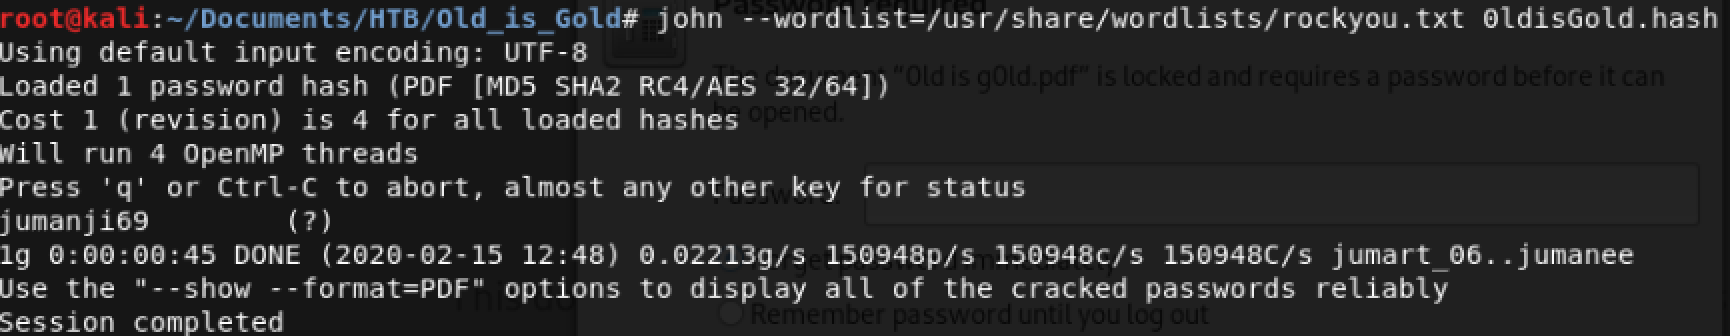 root@kali:~/Documents/HTB/Old_is_Gold# john --wordlist=/usr/share/wordlists/rockyou.txt 0ldisGold.hash
Using default input encoding: UTF-8
Loaded 1 password hash (PDF [MD5 SHA2 RC4/AES 32/64])
Cost 1 (revision) is 4 for all loaded hashes
Will run 4 OpenMP threads
Press 'q' or Ctrl-C to abort, almost any other key for status
jumanji69 (?)
1g 0:00:00:45 DONE (2020-02-15 12:48) 0.02213g/s 150948p/s 150948c/s 150948C/s jumart_06..jumanee
Use the "--show --format=PDF" options to display all of the cracked passwords reliably
Session completed
Password required
The document “0ld is g0ld.pdf” is locked and requires a password before it can
be opened.
Password:
Forget password immediately
Remember password until you log out